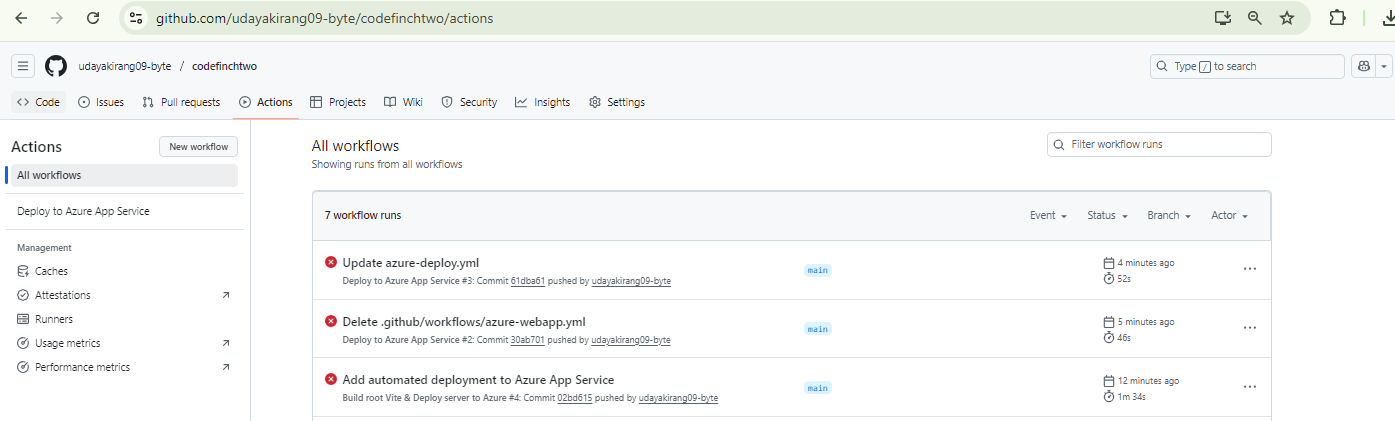 github.com/udayakirang09-byte/codefinchtwo/actions
udayakirang09-byte / codefinchtwo
Type / to search
Code Issues Pull requests Actions Projects Wiki Security Insights Settings
Actions
New workflow
All workflows
Deploy to Azure App Service
Management
Caches
Attestations
Runners
Usage metrics
Performance metrics
All workflows
Showing runs from all workflows
Filter workflow runs
7 workflow runs
Event Status Branch Actor
Update azure-deploy.yml
Deploy to Azure App Service #3: Commit 61dba61 pushed by udayakirang09-byte
main
4 minutes ago
52s
Delete .github/workflows/azure-webapp.yml
Deploy to Azure App Service #2: Commit 30ab701 pushed by udayakirang09-byte
main
5 minutes ago
46s
Add automated deployment to Azure App Service
Build root Vite & Deploy server to Azure #4: Commit 02bd615 pushed by udayakirang09-byte
main
12 minutes ago
1m 34s